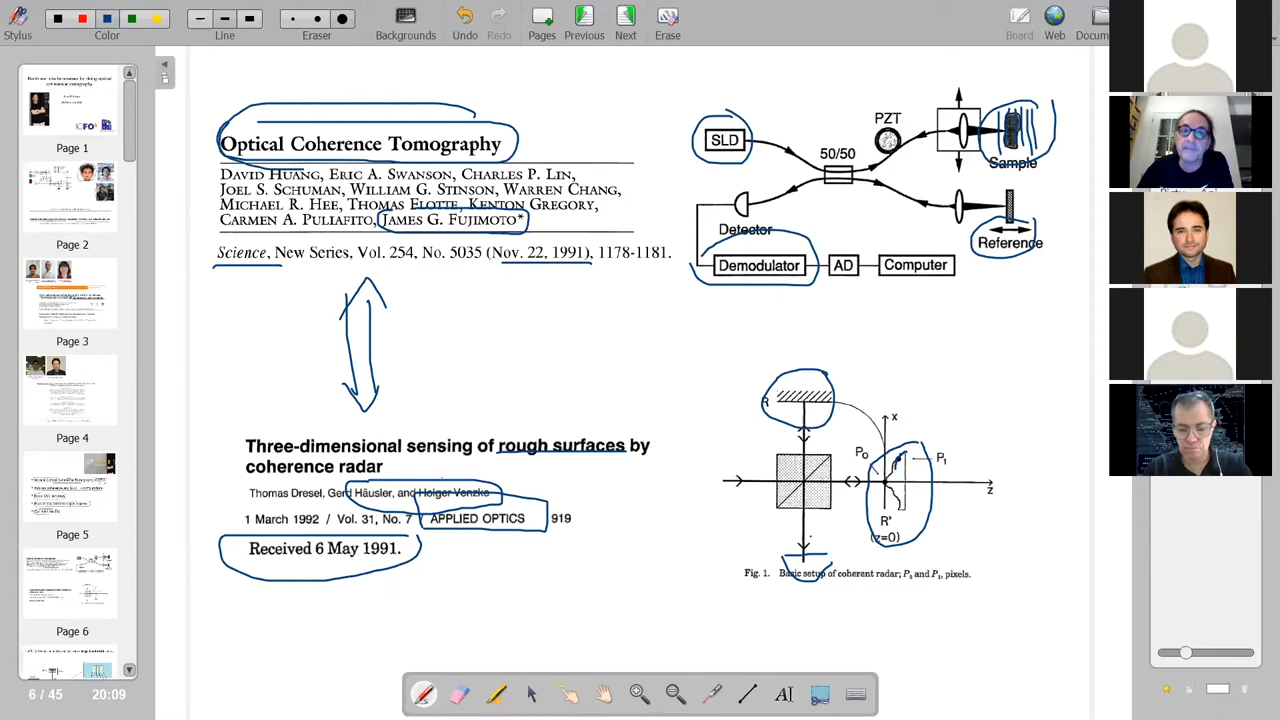 Stylus
Color
Line
Eraser
Backgrounds
Undo
Redo
Pages
Previous
Next
Erase
Board
Web
Page 1
Page 2
Page 3
Page 4
Page 5
Page 6
6 / 45
20:09
Optical Coherence Tomography
DAVID HUANG, ERIC A. SWANSON, CHARLES P. LIN,
JOEL S. SCHUMAN, WILLIAM G. STINSON, WARREN CHANG,
MICHAEL R. HEE, THOMAS FLOTTE, KENTON GREGORY,
CARMEN A. PULIAFITO, JAMES G. FUJIMOTO*
Science, New Series, Vol. 254, No. 5035 (Nov. 22, 1991), 1178-1181.
SLD
PZT
50/50
Sample
Detector
Reference
Demodulator
AD
Computer
Three-dimensional sensing of rough surfaces by
coherence radar
Thomas Dresel, Gerd Häusler, and Holger Venzke
1 March 1992 / Vol. 31, No. 7 / APPLIED OPTICS 919
Received 6 May 1991.
R
x
P₀
P₁
z
R'
(z=0)
Fig. 1. Basic setup of coherent radar; P₀ and P₁, pixels.